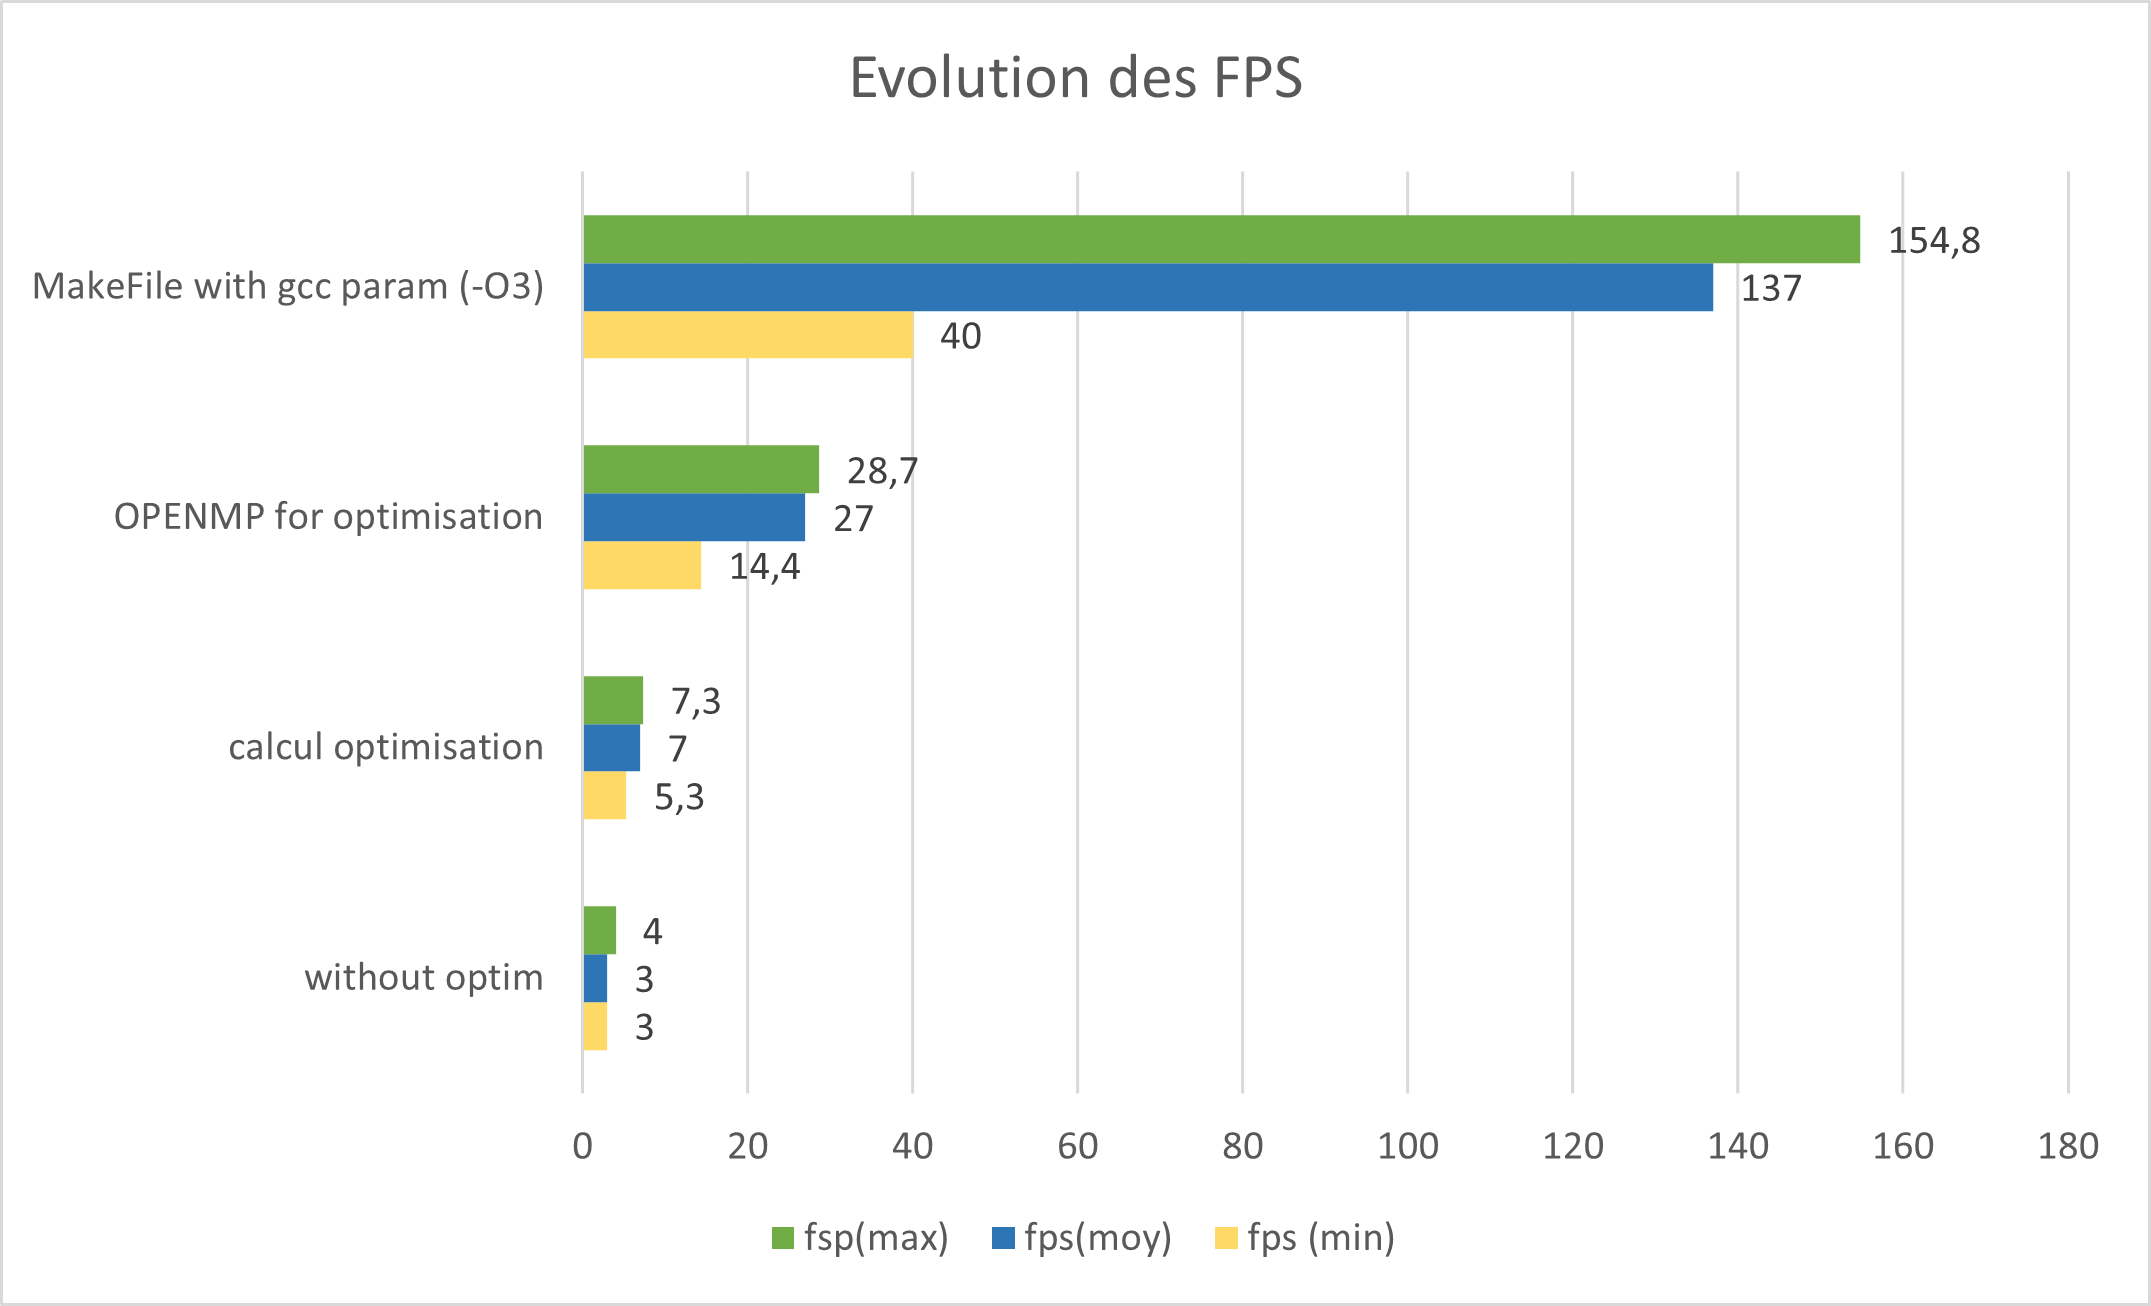 Evolution des FPS
MakeFile with gcc param (-O3)
154,8
137
40
OPENMP for optimisation
28,7
27
14,4
calcul optimisation
7,3
7
5,3
without optim
4
3
3
0 20 40 60 80 100 120 140 160 180
fsp(max) fps(moy) fps (min)